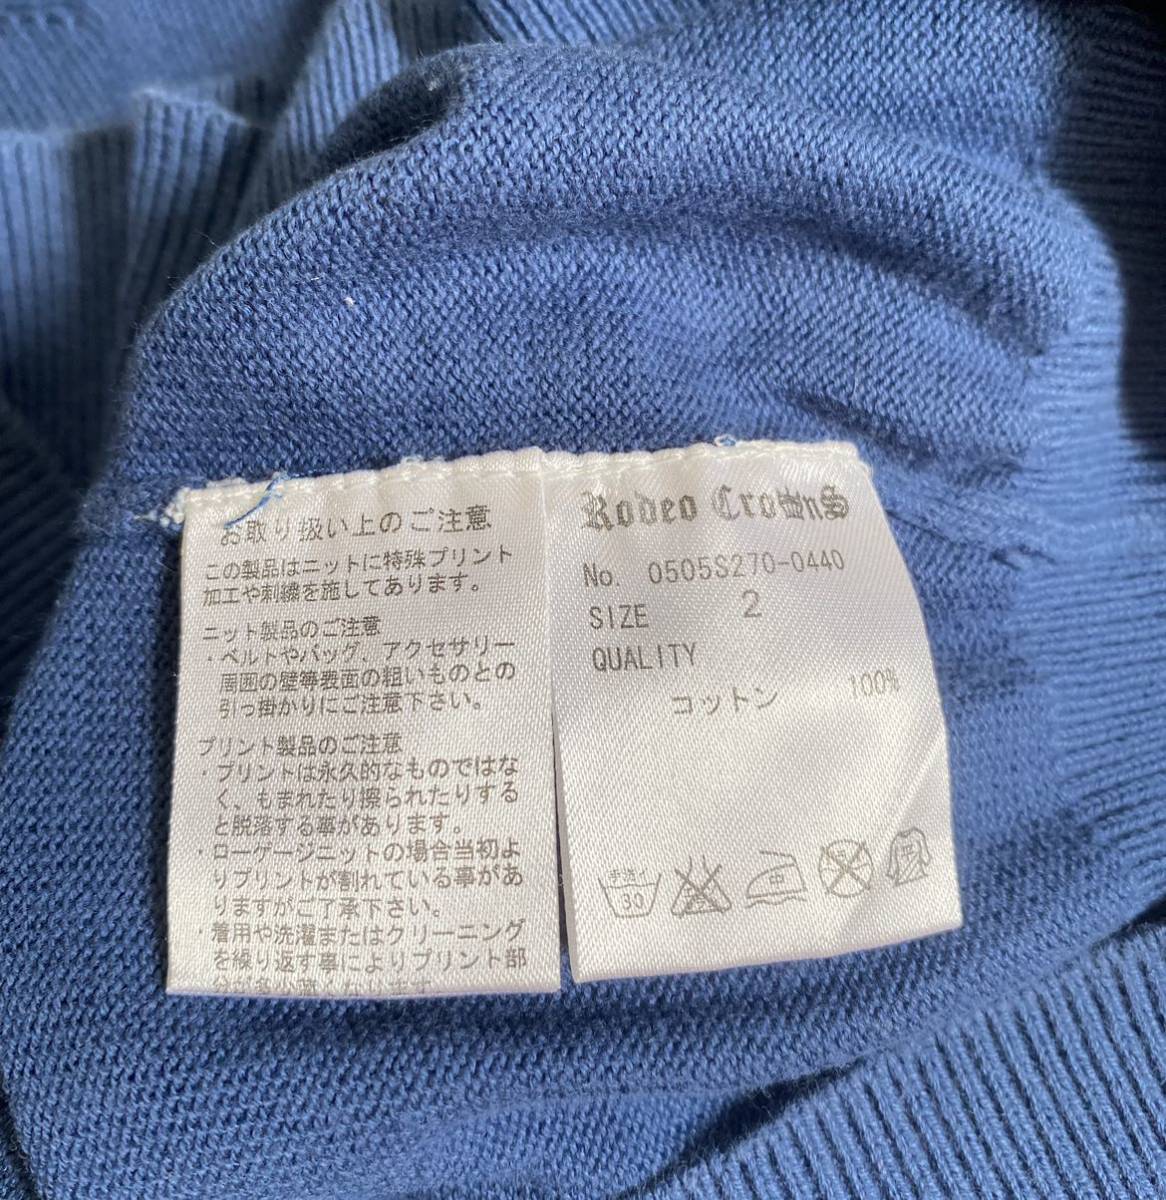 お取り扱い上のご注意
この製品はニットに特殊プリント
加工や刺繍を施してあります。
ニット製品のご注意
・ベルトやバッグ、アクセサリー
周囲の壁等表面の粗いものとの
引っ掛かりにご注意下さい。
プリント製品のご注意
・プリントは永久的なものではな
く、もまれたり擦られたりする
と脱落する事があります。
・ローゲージニットの場合当初よ
りプリントが割れている事があ
りますがご了承下さい。
・着用や洗濯またはクリーニング
を繰り返す事によりプリント部
Rodeo Crowns
No. 0505S270-0440
SIZE 2
QUALITY
コットン 100%
手洗イ
30